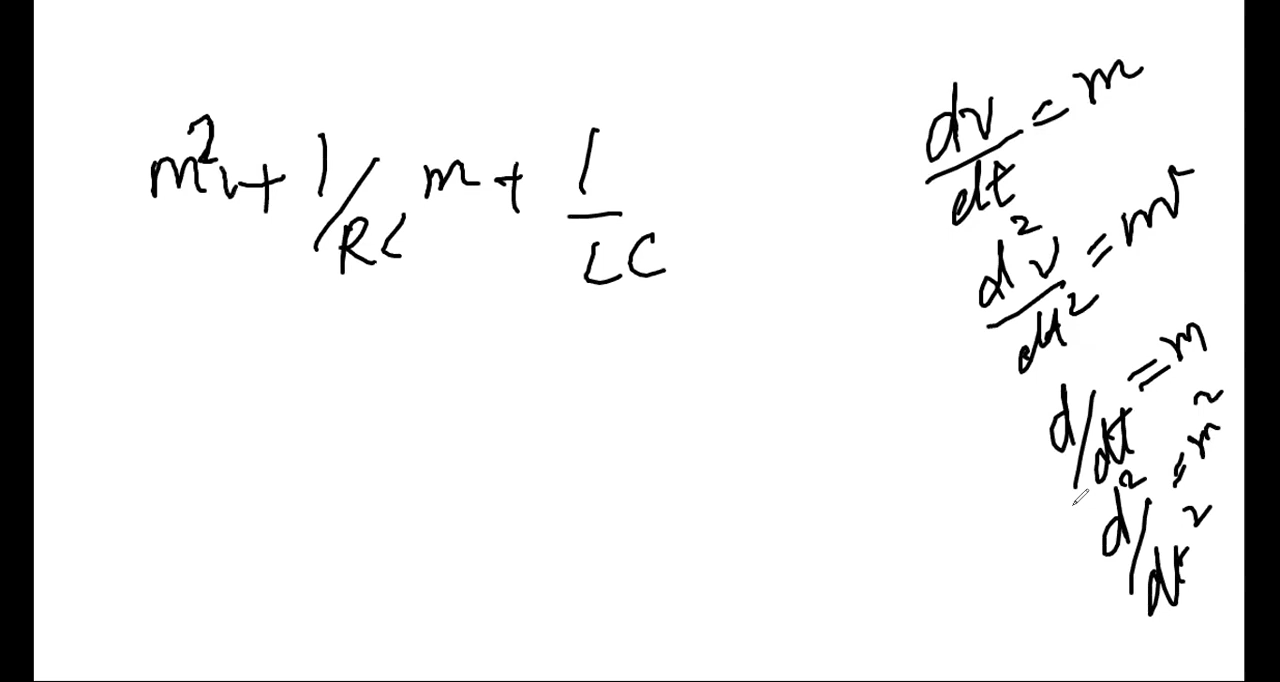 m²v + 1/RC m + 1/LC
dv/dt = m
d²v/dt² = m²
d/dt = m
d²/dt² = m²